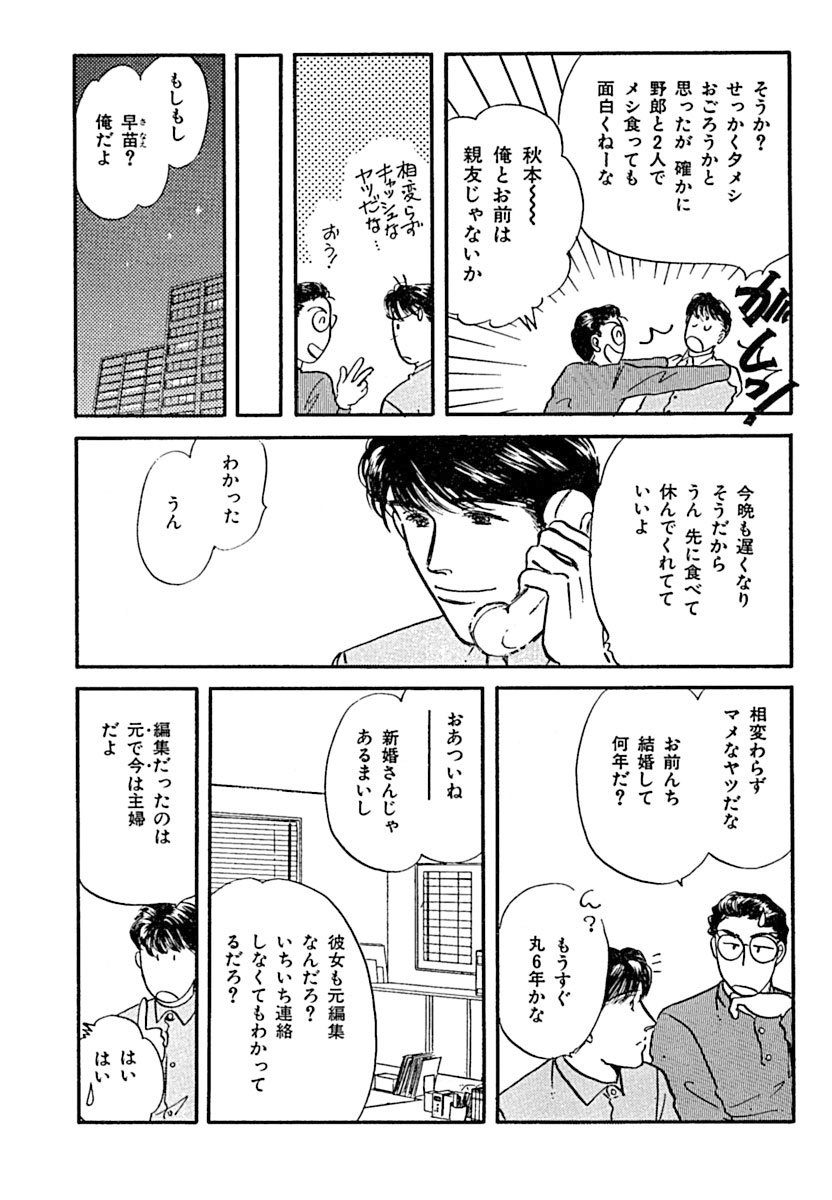 そうか？
せっかく夕メシ
おごろうかと
思ったが 確かに
野郎と2人で
メシ食っても
面白くねーな
秋本〜〜
俺とお前は
親友じゃないか
ガシッ!
相変らず
キャッシュな
ヤツだな…
おう!
もしもし
早苗？
さなえ
俺だよ
今晩も遅くなり
そうだから
うん 先に食べて
休んでくれてて
いいよ
わかった
うん
相変わらず
マメなヤツだな
お前んち
結婚して
何年だ？
ん？
もうすぐ
丸6年かな
おあついね
――
新婚さんじゃ
あるまいし
彼女も元編集
なんだろ？
いちいち連絡
しなくてもわかって
るだろ？
編集だったのは
元で今は主婦
だよ
はい
はい